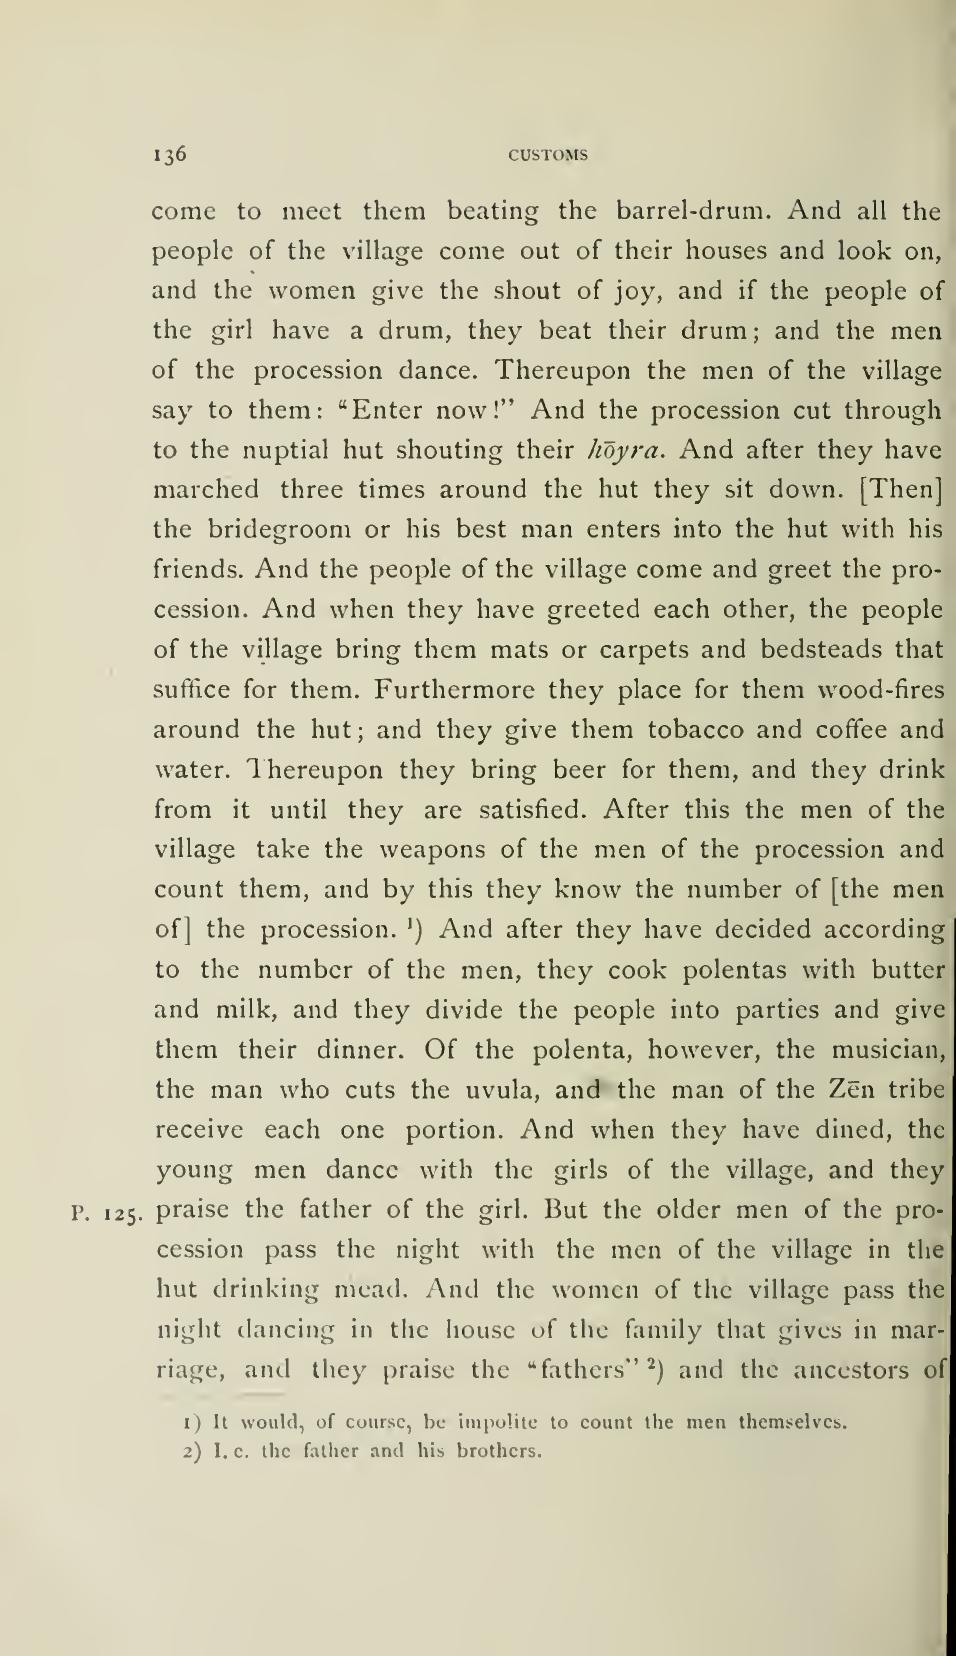 136 CUSTOMS
come to meet them beating the barrel-drum. And all the
people of the village come out of their houses and look on,
and the women give the shout of joy, and if the people of
the girl have a drum, they beat their drum; and the men
of the procession dance. Thereupon the men of the village
say to them: “Enter now!” And the procession cut through
to the nuptial hut shouting their hōyra. And after they have
marched three times around the hut they sit down. [Then]
the bridegroom or his best man enters into the hut with his
friends. And the people of the village come and greet the pro-
cession. And when they have greeted each other, the people
of the village bring them mats or carpets and bedsteads that
suffice for them. Furthermore they place for them wood-fires
around the hut; and they give them tobacco and coffee and
water. Thereupon they bring beer for them, and they drink
from it until they are satisfied. After this the men of the
village take the weapons of the men of the procession and
count them, and by this they know the number of [the men
of] the procession. ¹) And after they have decided according
to the number of the men, they cook polentas with butter
and milk, and they divide the people into parties and give
them their dinner. Of the polenta, however, the musician,
the man who cuts the uvula, and the man of the Zēn tribe
receive each one portion. And when they have dined, the
young men dance with the girls of the village, and they
P. 125. praise the father of the girl. But the older men of the pro-
cession pass the night with the men of the village in the
hut drinking mead. And the women of the village pass the
night dancing in the house of the family that gives in mar-
riage, and they praise the “fathers” ²) and the ancestors of
1) It would, of course, be impolite to count the men themselves.
2) I. e. the father and his brothers.